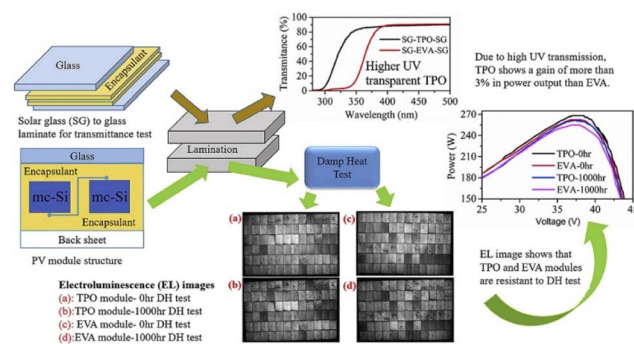 Glass
Encapsulant
Solar glass (SG) to glass
laminate for transmittance test
Glass
Encapsulant
mc-Si
mc-Si
Encapsulant
Back sheet
PV module structure
Lamination
Transmitance (%)
100
80
60
40
20
0
SG-TPO-SG
SG-EVA-SG
Higher UV
transparent TPO
300
350
400
450
500
Wavelength (nm)
Damp Heat
Test
Due to high UV transmission,
TPO shows a gain of more than
3% in power output than EVA.
Power (W)
270
240
210
180
150
TPO-0hr
EVA-0hr
TPO-1000hr
EVA-1000hr
25
30
35
40
45
Voltage (V)
(a)
(c)
(b)
(d)
Electroluminescence (EL) images
(a): TPO module- 0hr DH test
(b):TPO module-1000hr DH test
(c): EVA module- 0hr DH test
(d):EVA module-1000hr DH test
EL image shows that
TPO and EVA modules
are resistant to DH test